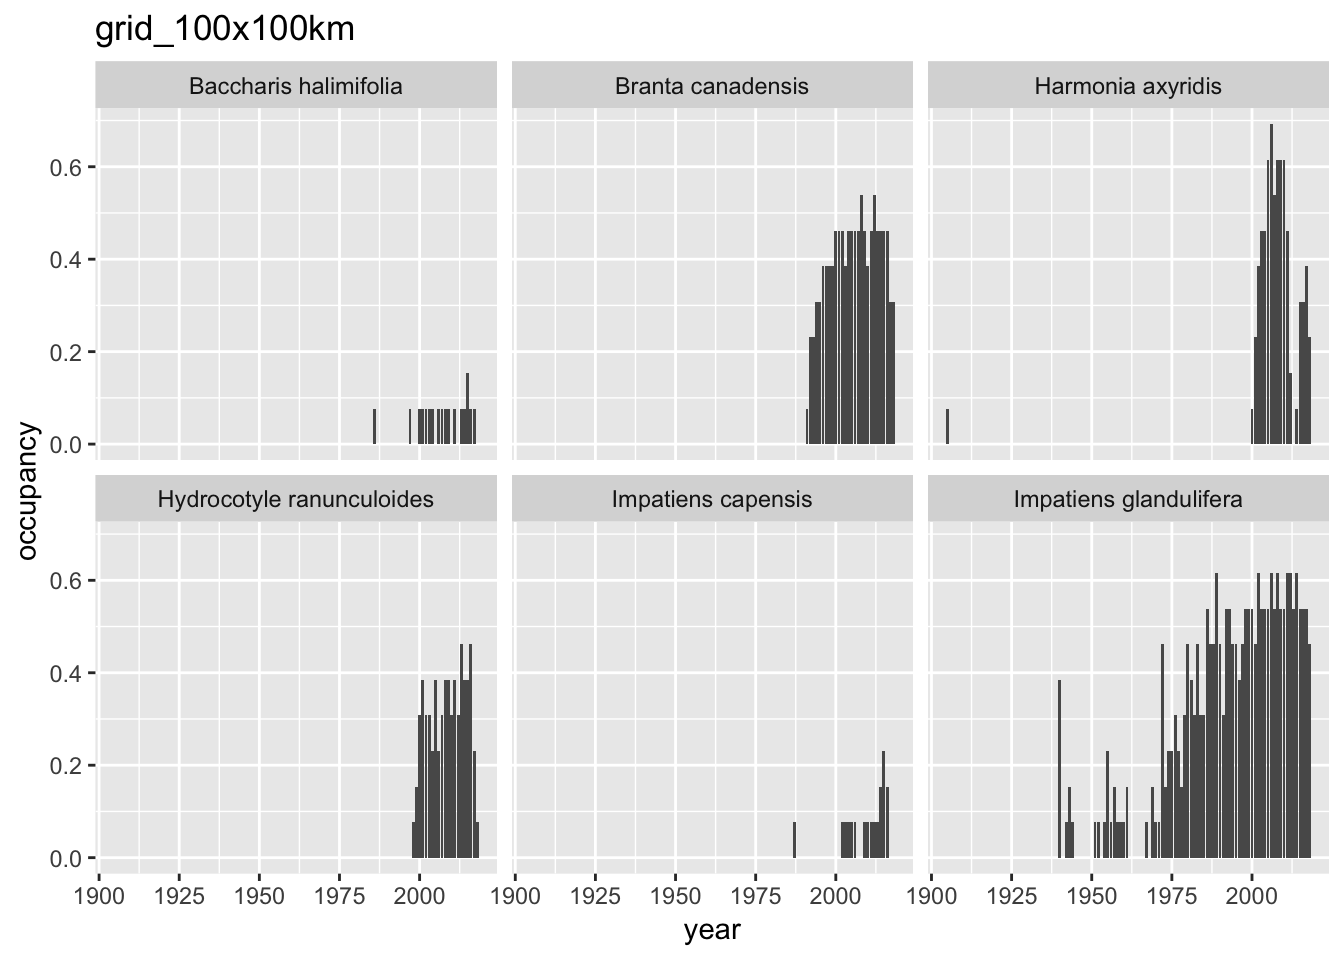 grid_100x100km
Baccharis halimifolia
Branta canadensis
Harmonia axyridis
0.6
0.4
0.2
0.0
Hydrocotyle ranunculoides
Impatiens capensis
Impatiens glandulifera
0.6
0.4
0.2
0.0
occupancy
1900 1925 1950 1975 2000 1900 1925 1950 1975 2000 1900 1925 1950 1975 2000
year